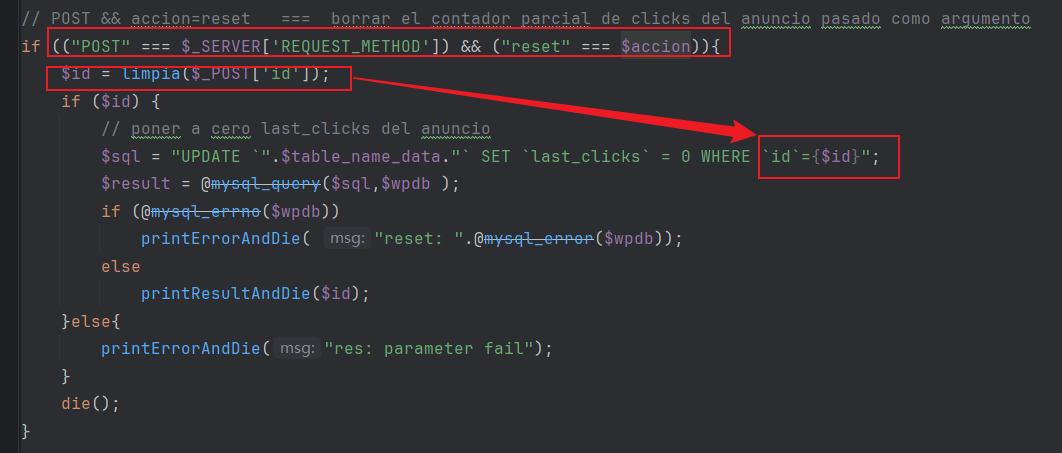 // POST && accion=reset   ===  borrar el contador parcial de clicks del anuncio pasado como argumento
if (("POST" === $_SERVER['REQUEST_METHOD']) && ("reset" === $accion)){
    $id = limpia($_POST['id']);
    if ($id) {
        // poner a cero last_clicks del anuncio
        $sql = "UPDATE `".$table_name_data."` SET `last_clicks` = 0 WHERE `id`={$id}";
        $result = @mysql_query($sql,$wpdb );
        if (@mysql_errno($wpdb))
            printErrorAndDie( msg: "reset: ".@mysql_error($wpdb));
        else
            printResultAndDie($id);
    }else{
        printErrorAndDie( msg: "res: parameter fail");
    }
    die();
}